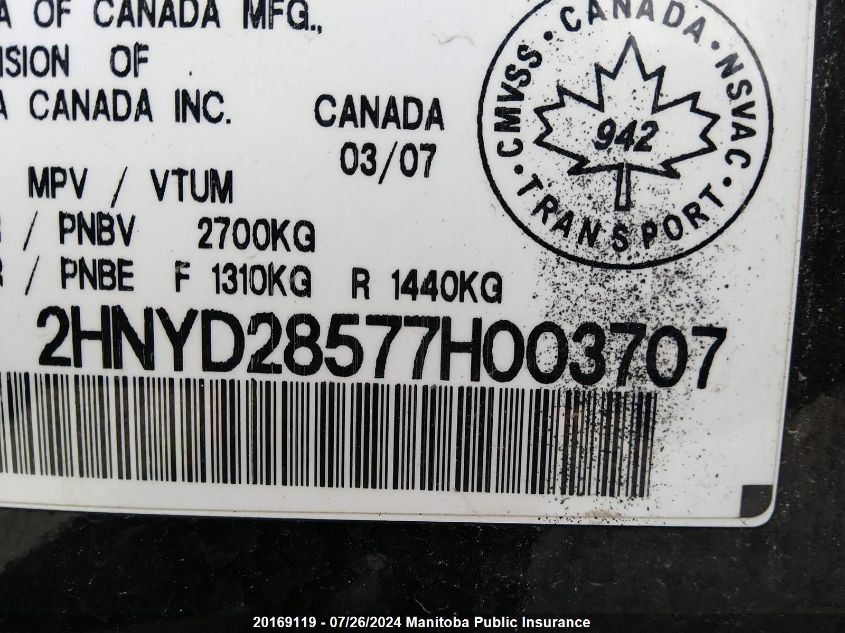 A OF CANADA MFG.,
ISION OF
A CANADA INC. CANADA
03/07
MPV / VTUM
/ PNBV 2700KG
/ PNBE F 1310KG R 1440KG
2HNYD28577H003707
CMVSS · CANADA · NSVAC · TRANSPORT ·
942
20169119 - 07/26/2024 Manitoba Public Insurance